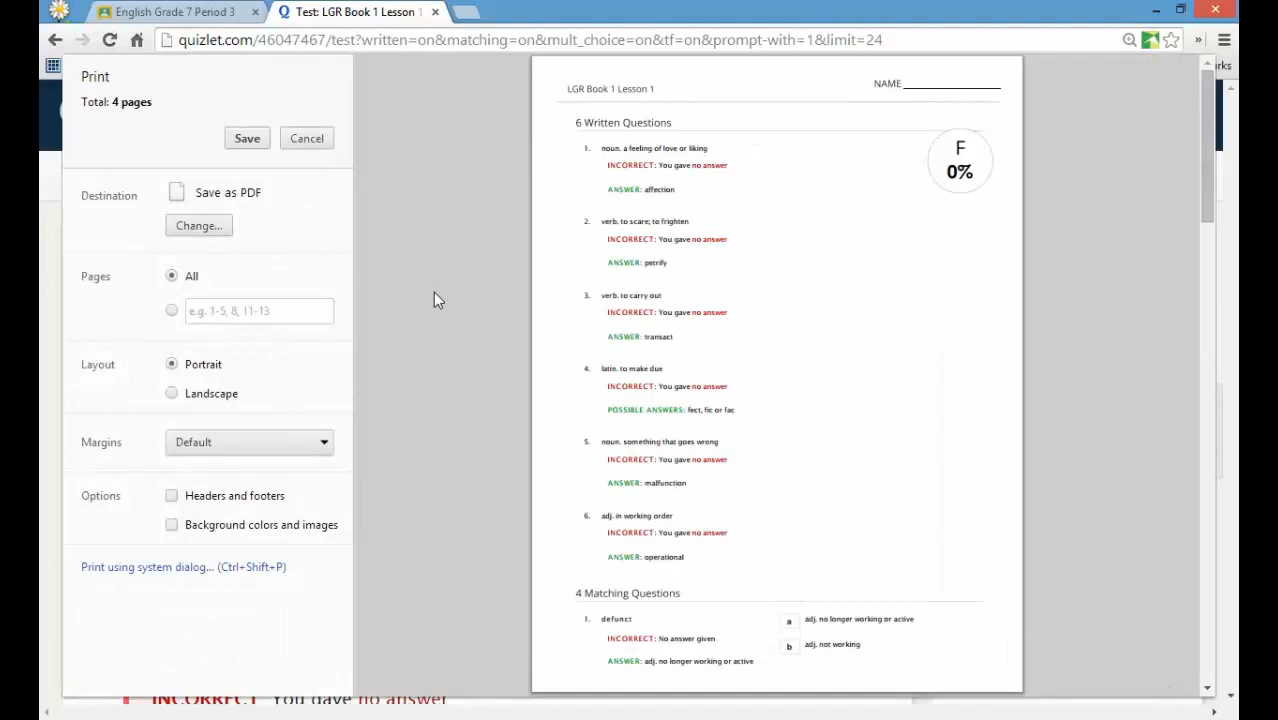 English Grade 7 Period 3
Test: LGR Book 1 Lesson 1
quizlet.com/46047467/test?written=on&matching=on&mult_choice=on&tf=on&prompt-with=1&limit=24
Print
Total: 4 pages
Save
Cancel
Destination
Save as PDF
Change...
Pages
All
e.g. 1-5, 8, 11-13
Layout
Portrait
Landscape
Margins
Default
Options
Headers and footers
Background colors and images
Print using system dialog... (Ctrl+Shift+P)
LGR Book 1 Lesson 1
NAME
6 Written Questions
F
0%
1. noun. a feeling of love or liking
INCORRECT: You gave no answer
ANSWER: affection
2. verb. to scare; to frighten
INCORRECT: You gave no answer
ANSWER: petrify
3. verb. to carry out
INCORRECT: You gave no answer
ANSWER: transact
4. latin. to make due
INCORRECT: You gave no answer
POSSIBLE ANSWERS: fect, fic or fac
5. noun. something that goes wrong
INCORRECT: You gave no answer
ANSWER: malfunction
6. adj. in working order
INCORRECT: You gave no answer
ANSWER: operational
4 Matching Questions
1. defunct
INCORRECT: No answer given
ANSWER: adj. no longer working or active
a adj. no longer working or active
b adj. not working
INCORRECT You gave no answer